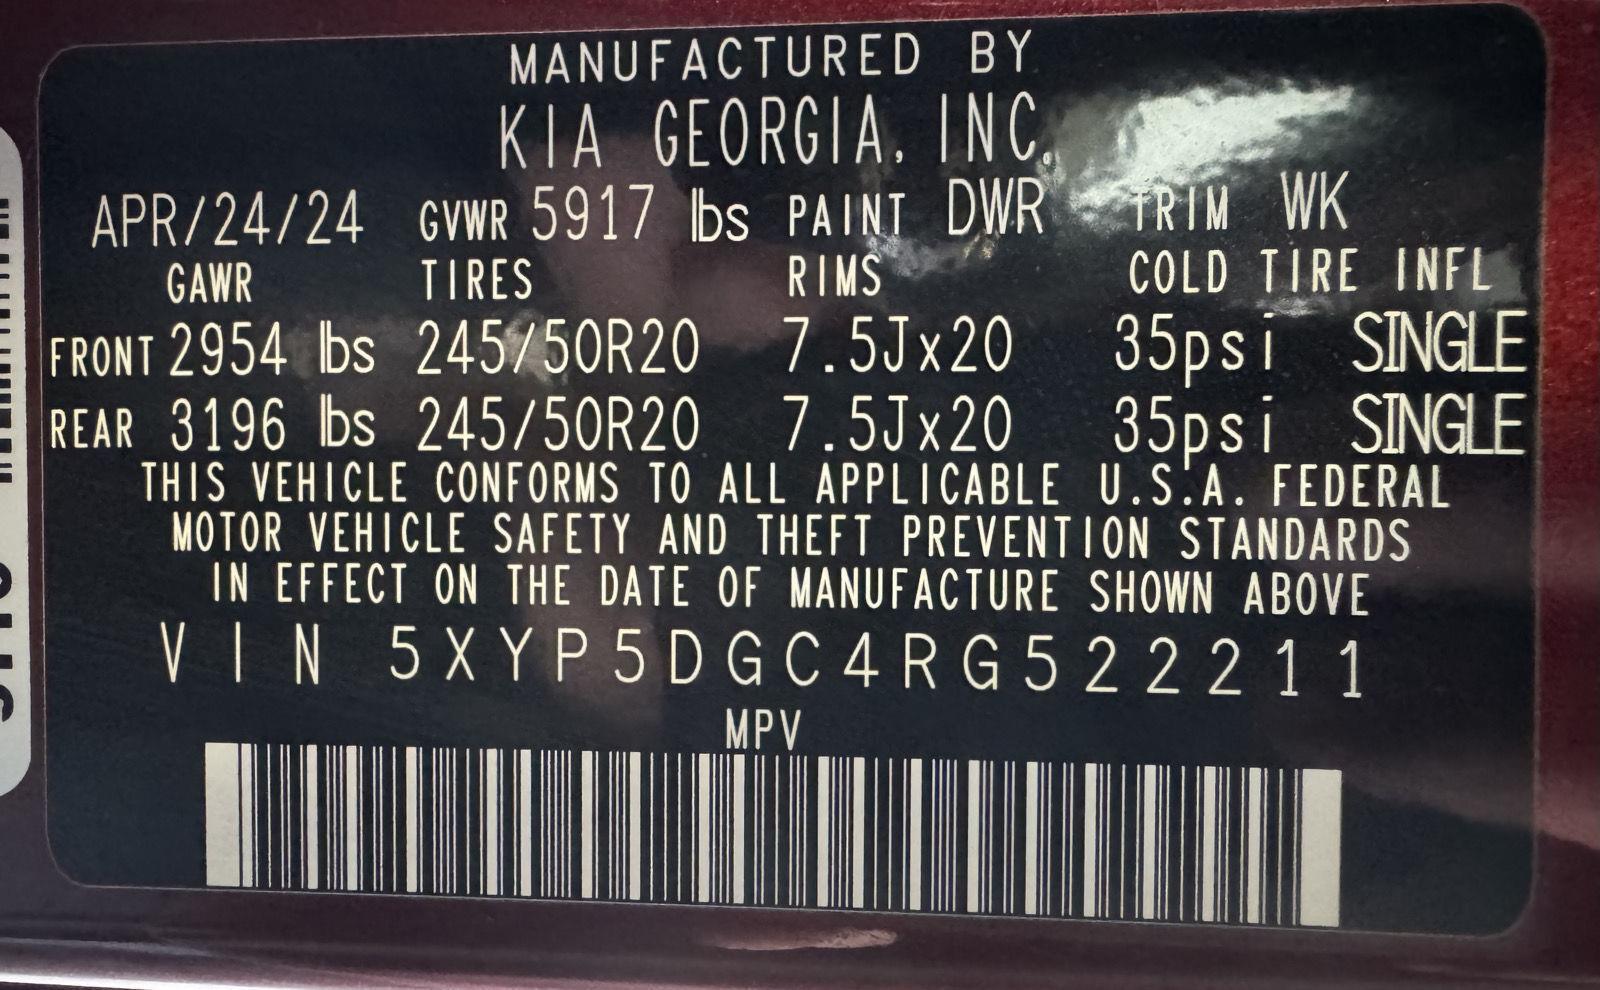 MANUFACTURED BY
KIA GEORGIA, INC.
APR/24/24 GVWR 5917 lbs PAINT DWR TRIM WK
GAWR TIRES RIMS COLD TIRE INFL
FRONT 2954 lbs 245/50R20 7.5Jx20 35psi SINGLE
REAR 3196 lbs 245/50R20 7.5Jx20 35psi SINGLE
THIS VEHICLE CONFORMS TO ALL APPLICABLE U.S.A. FEDERAL
MOTOR VEHICLE SAFETY AND THEFT PREVENTION STANDARDS
IN EFFECT ON THE DATE OF MANUFACTURE SHOWN ABOVE
VIN 5XYP5DGC4RG522211
MPV